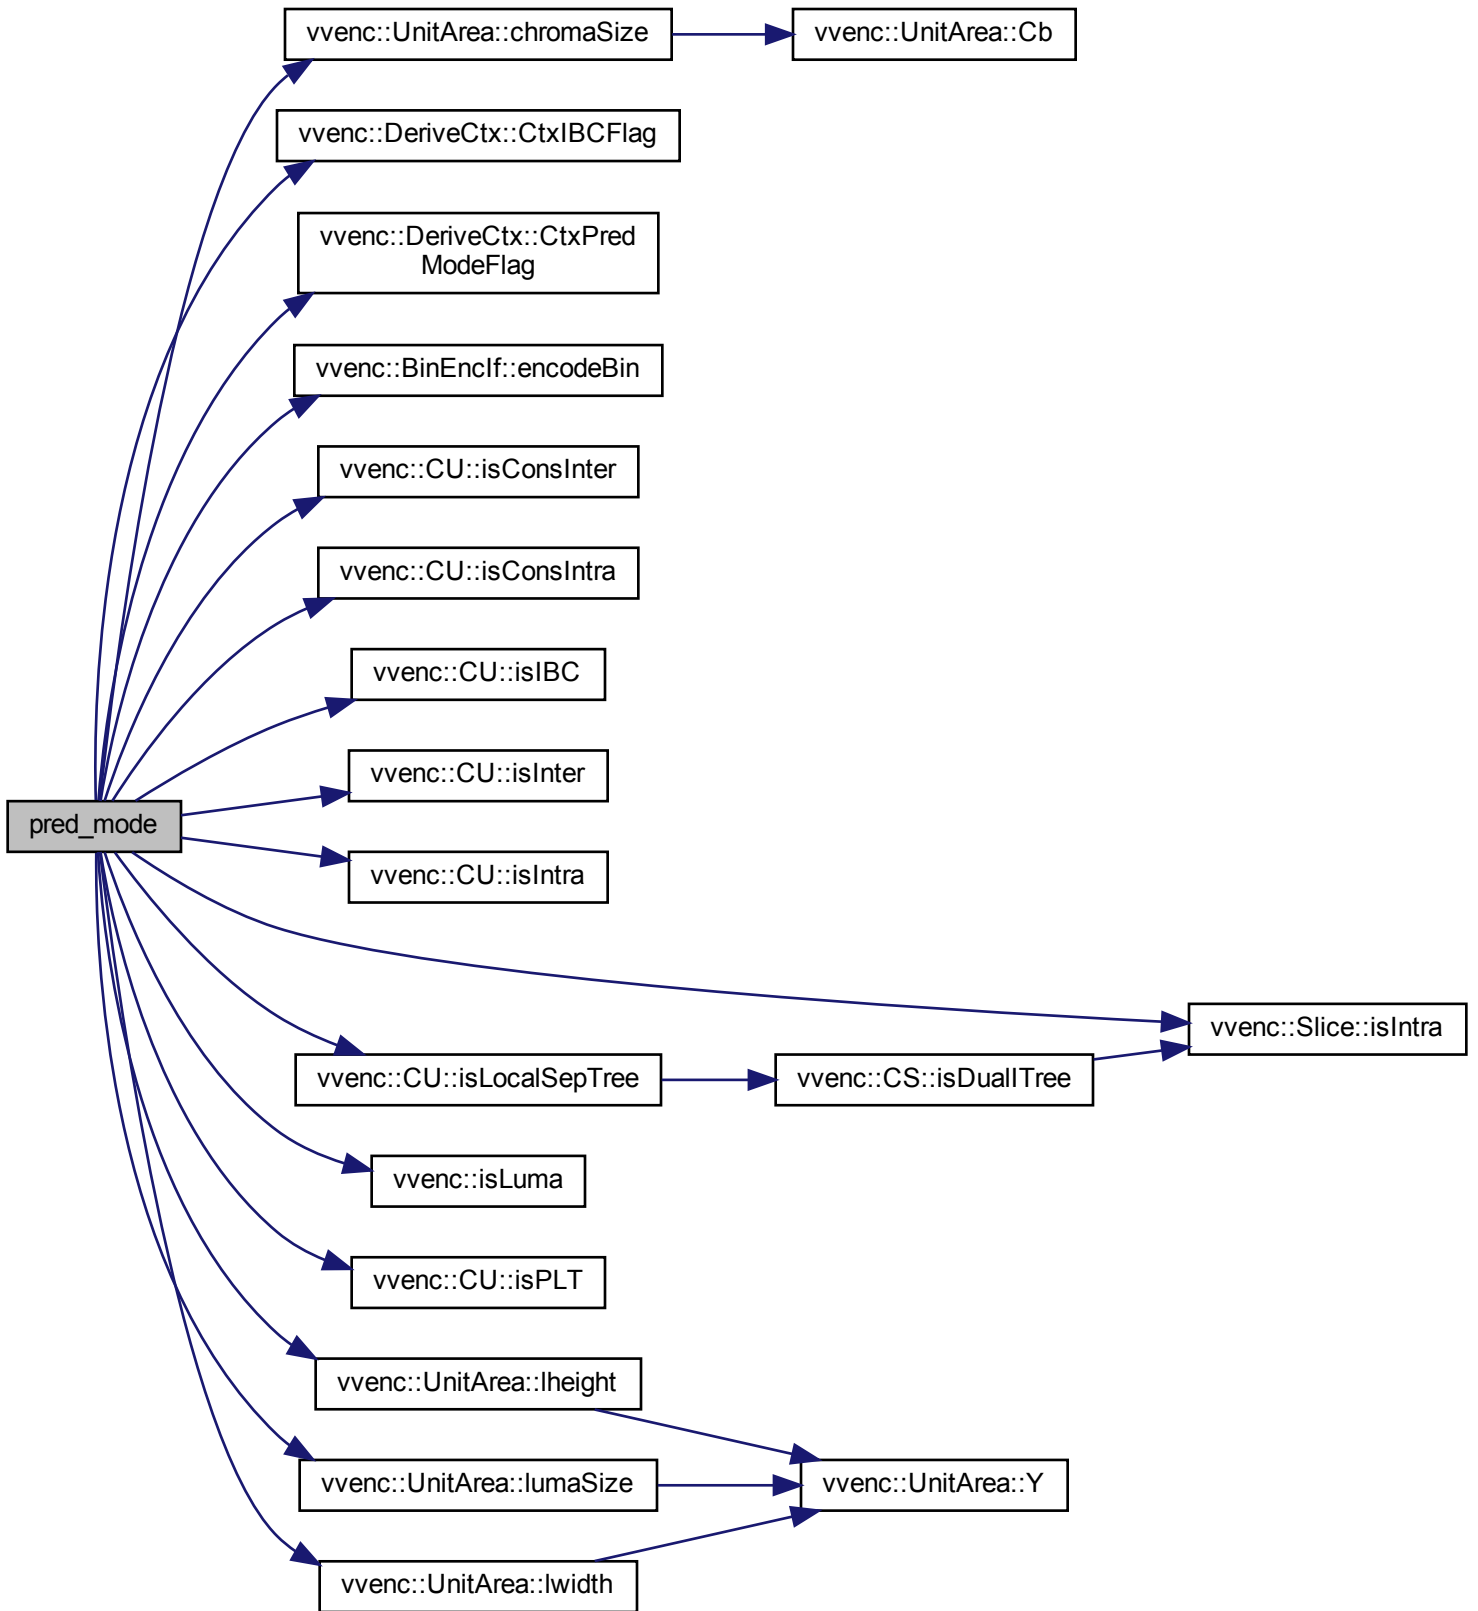 vvenc::UnitArea::chromaSize
vvenc::UnitArea::Cb
vvenc::DeriveCtx::CtxIBCFlag
vvenc::DeriveCtx::CtxPred
ModeFlag
vvenc::BinEncIf::encodeBin
vvenc::CU::isConsInter
vvenc::CU::isConsIntra
vvenc::CU::isIBC
vvenc::CU::isInter
pred_mode
vvenc::CU::isIntra
vvenc::Slice::isIntra
vvenc::CU::isLocalSepTree
vvenc::CS::isDualITree
vvenc::isLuma
vvenc::CU::isPLT
vvenc::UnitArea::lheight
vvenc::UnitArea::lumaSize
vvenc::UnitArea::Y
vvenc::UnitArea::lwidth